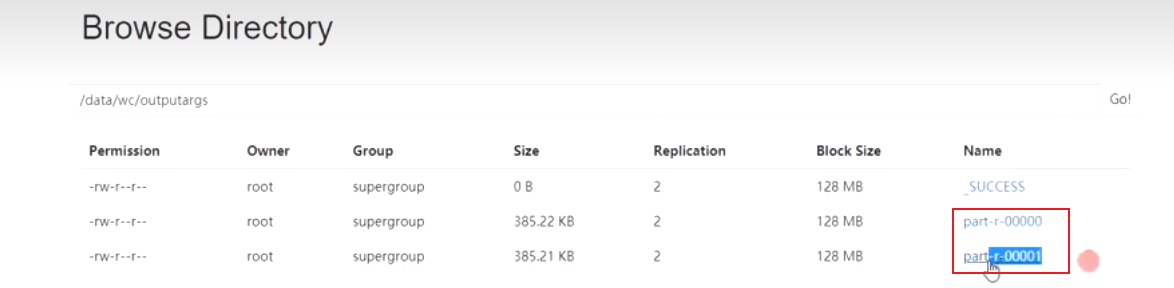 Browse Directory
/data/wc/outputargs Go!
Permission Owner Group Size Replication Block Size Name
-rw-r--r-- root supergroup 0 B 2 128 MB _SUCCESS
-rw-r--r-- root supergroup 385.22 KB 2 128 MB part-r-00000
-rw-r--r-- root supergroup 385.21 KB 2 128 MB part-r-00001